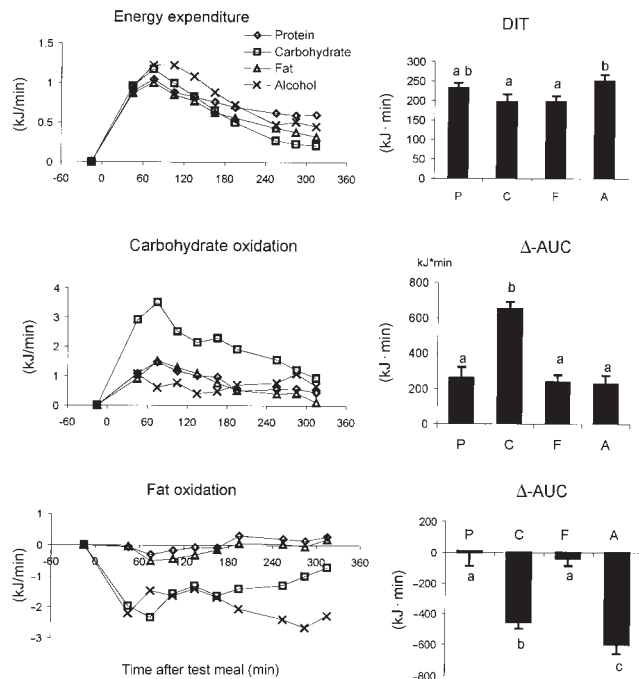 Energy expenditure
Protein
Carbohydrate
Fat
Alcohol
(kJ/min)
1.5
1
0.5
0
-60 0 60 120 180 240 300 360
DIT
(kJ · min)
300
250
200
150
100
50
0
a b
a
a
b
P C F A
Carbohydrate oxidation
(kJ/min)
4
3
2
1
0
-60 0 60 120 180 240 300 360
Δ-AUC
kJ*min
(kJ · min)
800
600
400
200
0
a
b
a
a
P C F A
Fat oxidation
(kJ/min)
1
0
-1
-2
-3
-60 0 60 120 180 240 300 360
Time after test meal (min)
Δ-AUC
(kJ · min)
200
0
-200
-400
-600
-800
P C F A
a
b
a
c